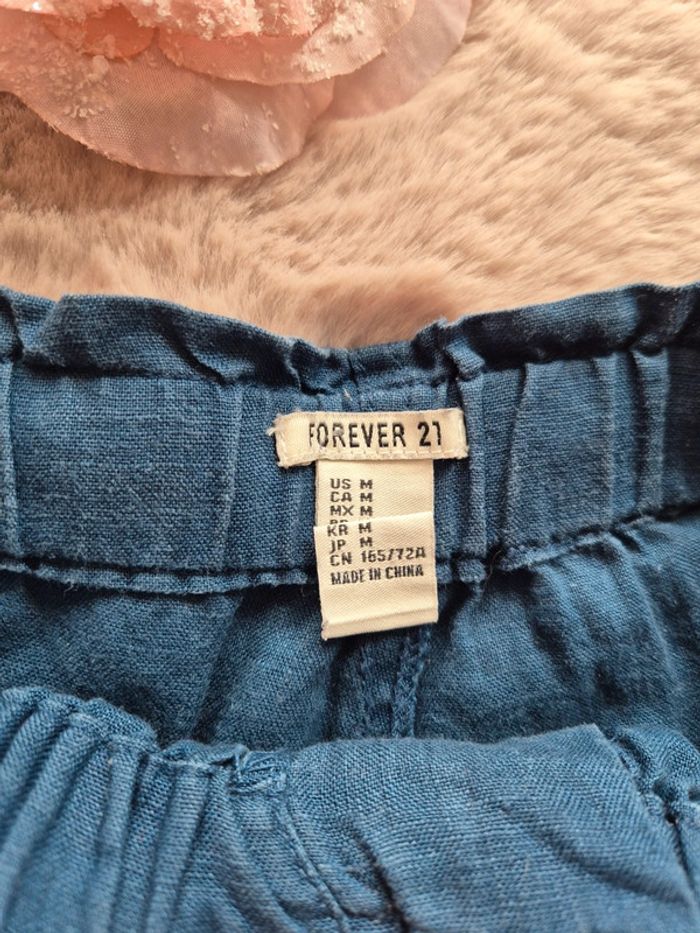 FOREVER 21
US M
CA M
MX M
KR M
JP M
CN 165/72A
MADE IN CHINA